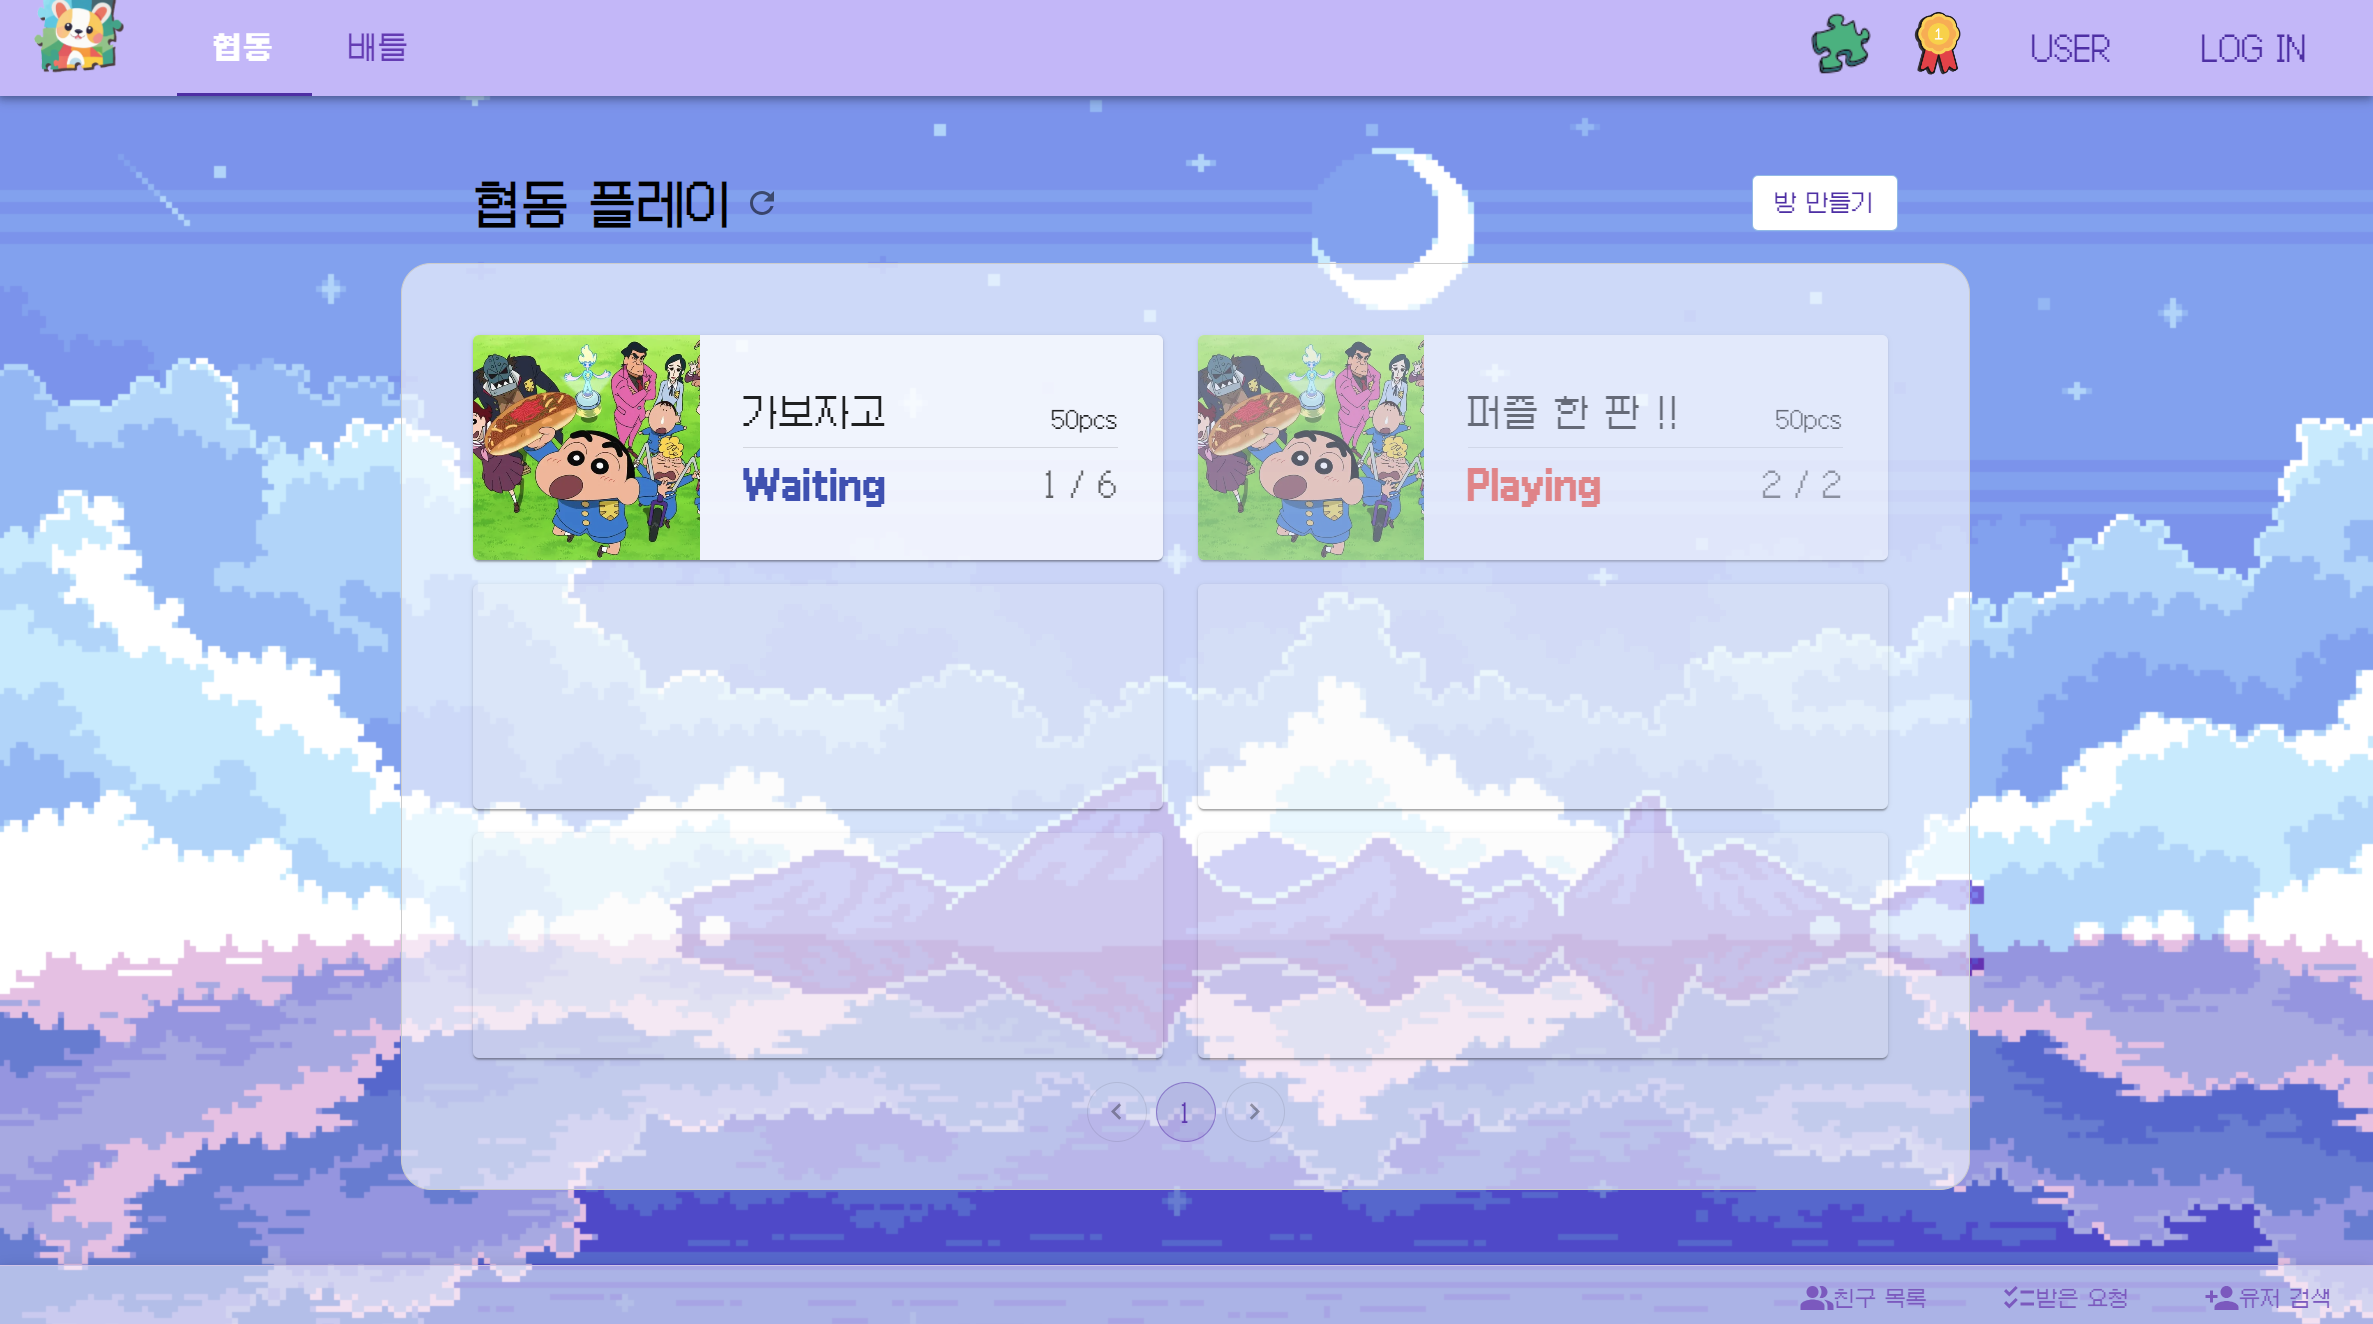 협동
배틀
1
USER
LOG IN
협동 플레이
방 만들기
가보자고
50pcs
Waiting
1 / 6
퍼즐 한 판 !!
50pcs
Playing
2 / 2
1
친구 목록
받은 요청
유저 검색